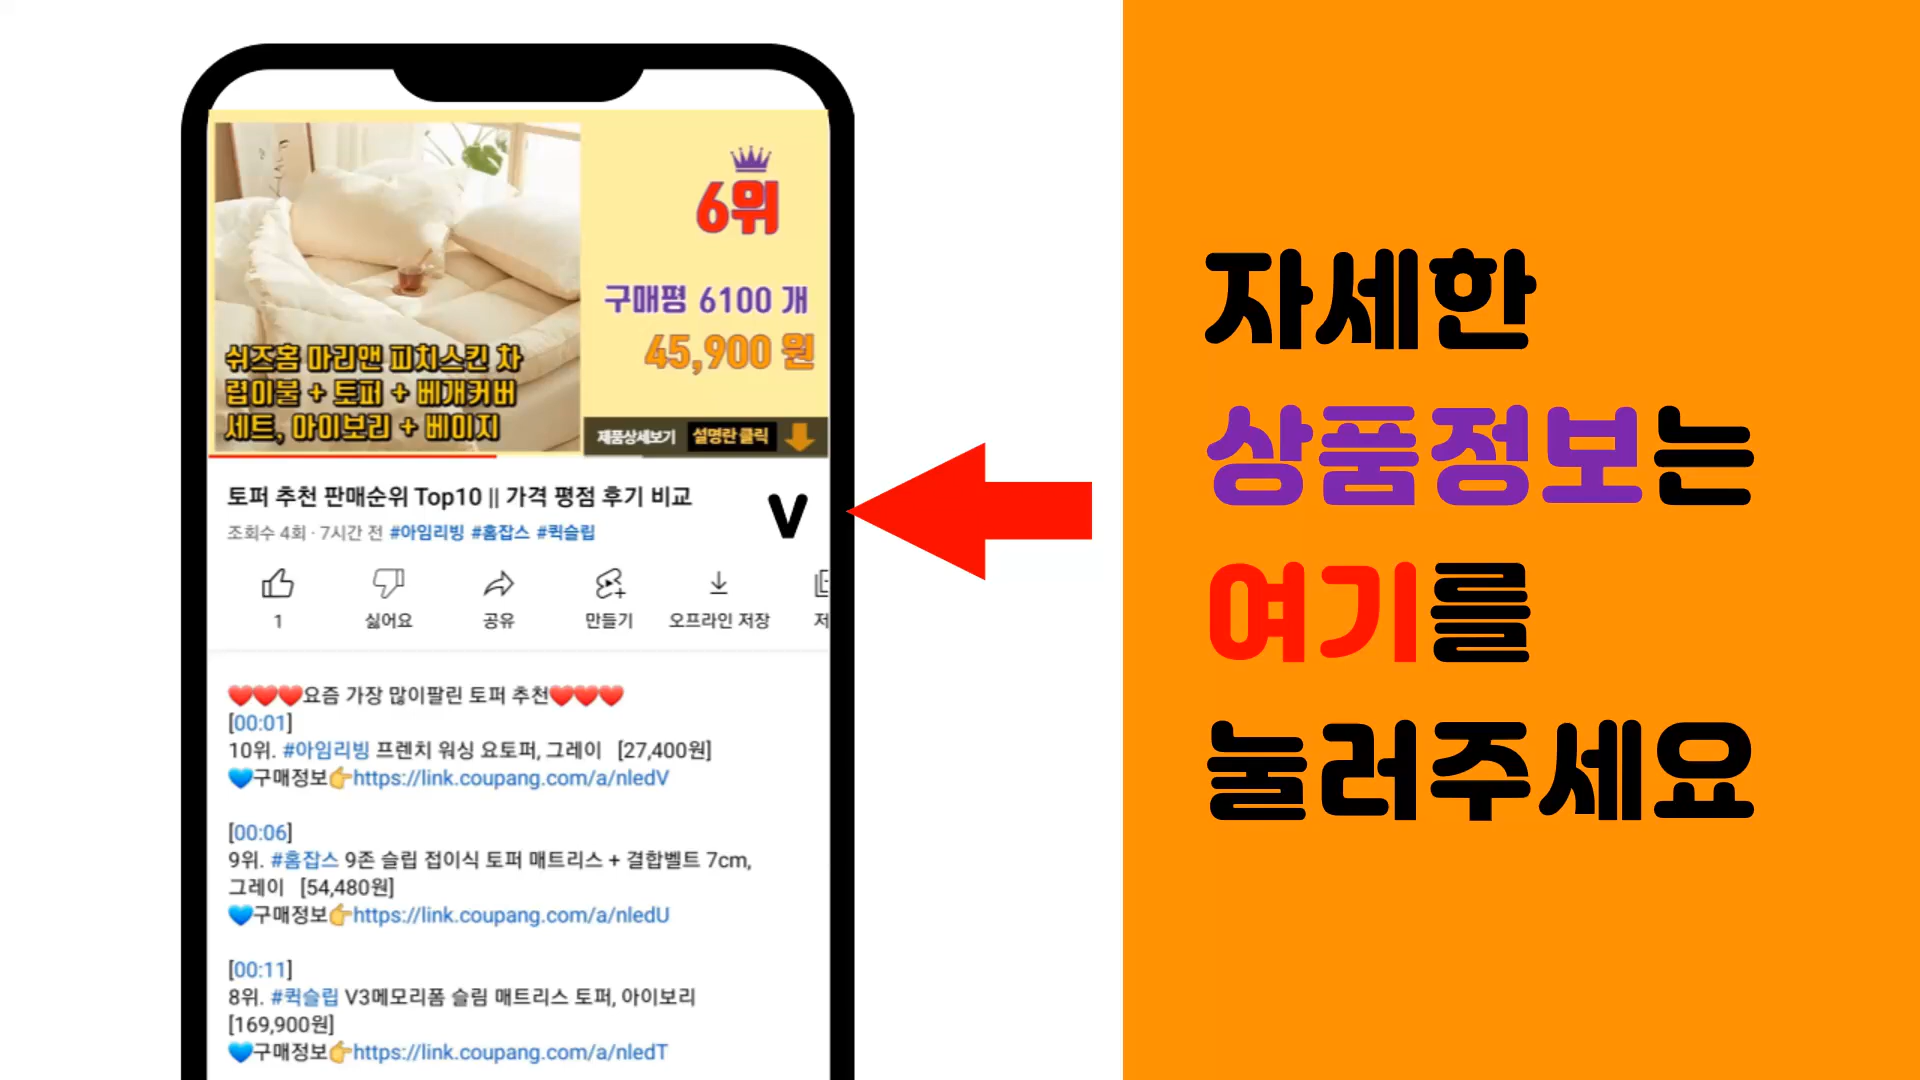 6위
구매평 6100 개
45,900 원
쉬즈홈 마리앤 피치스킨 차
렵이불 + 토퍼 + 베개커버
세트, 아이보리 + 베이지
제품상세보기 설명란 클릭
토퍼 추천 판매순위 Top10 || 가격 평점 후기 비교
V
조회수 4회 · 7시간 전 #아임리빙 #홈잡스 #퀵슬립
1 싫어요 공유 만들기 오프라인 저장 저
❤️❤️❤️요즘 가장 많이팔린 토퍼 추천❤️❤️❤️
[00:01]
10위. #아임리빙 프렌치 워싱 요토퍼, 그레이 [27,400원]
💙구매정보👉https://link.coupang.com/a/nledV
[00:06]
9위. #홈잡스 9존 슬립 접이식 토퍼 매트리스 + 결합벨트 7cm,
그레이 [54,480원]
💙구매정보👉https://link.coupang.com/a/nledU
[00:11]
8위. #퀵슬립 V3메모리폼 슬림 매트리스 토퍼, 아이보리
[169,900원]
💙구매정보👉https://link.coupang.com/a/nledT
자세한
상품정보는
여기를
눌러주세요